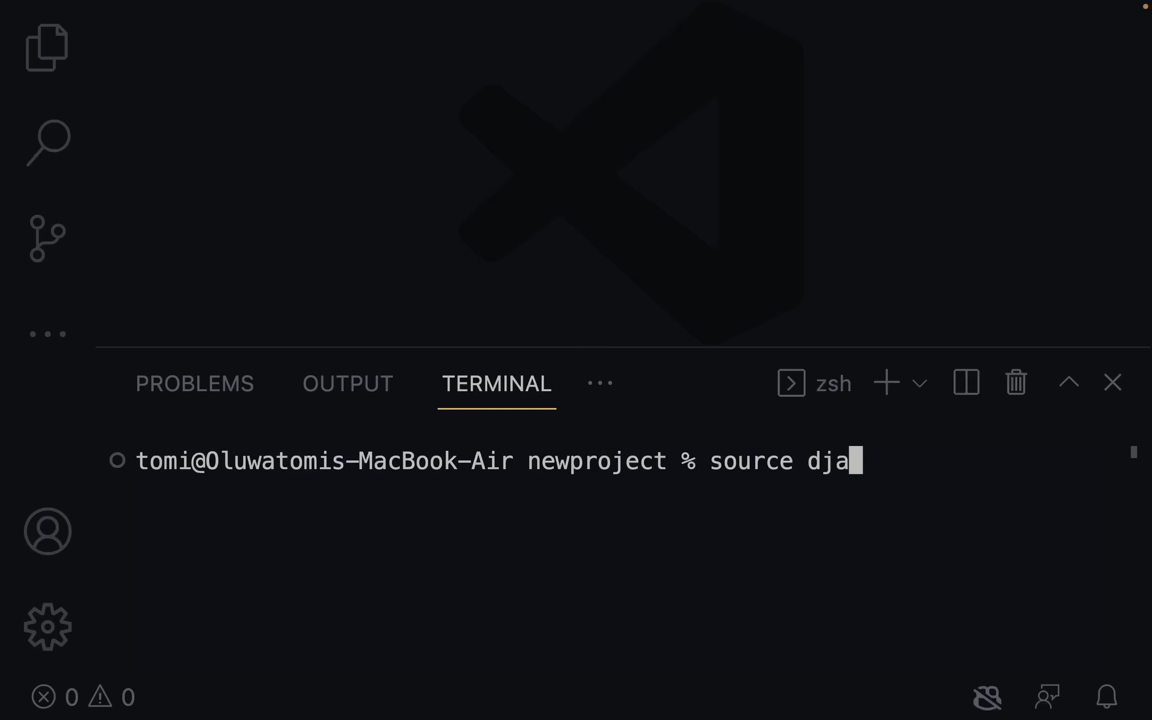 PROBLEMS OUTPUT TERMINAL ··· zsh
tomi@Oluwatomis-MacBook-Air newproject % source dja
0 0